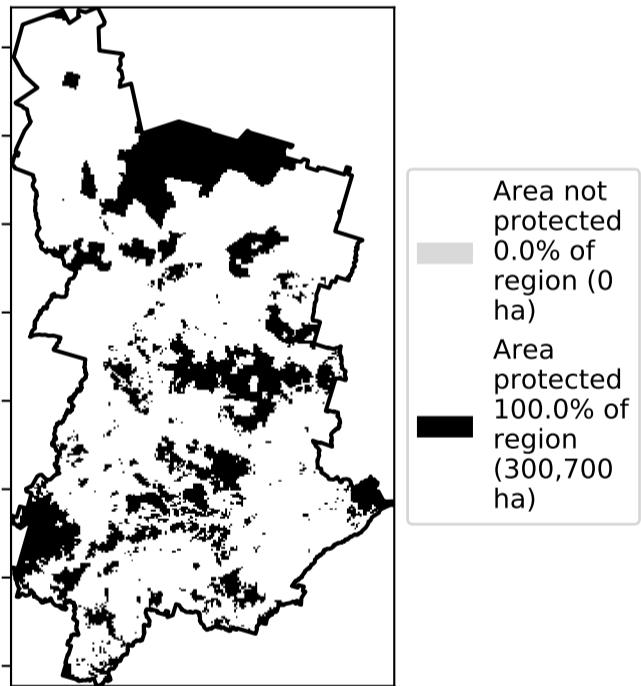 Area not
protected
0.0% of
region (0
ha)
Area
protected
100.0% of
region
(300,700
ha)